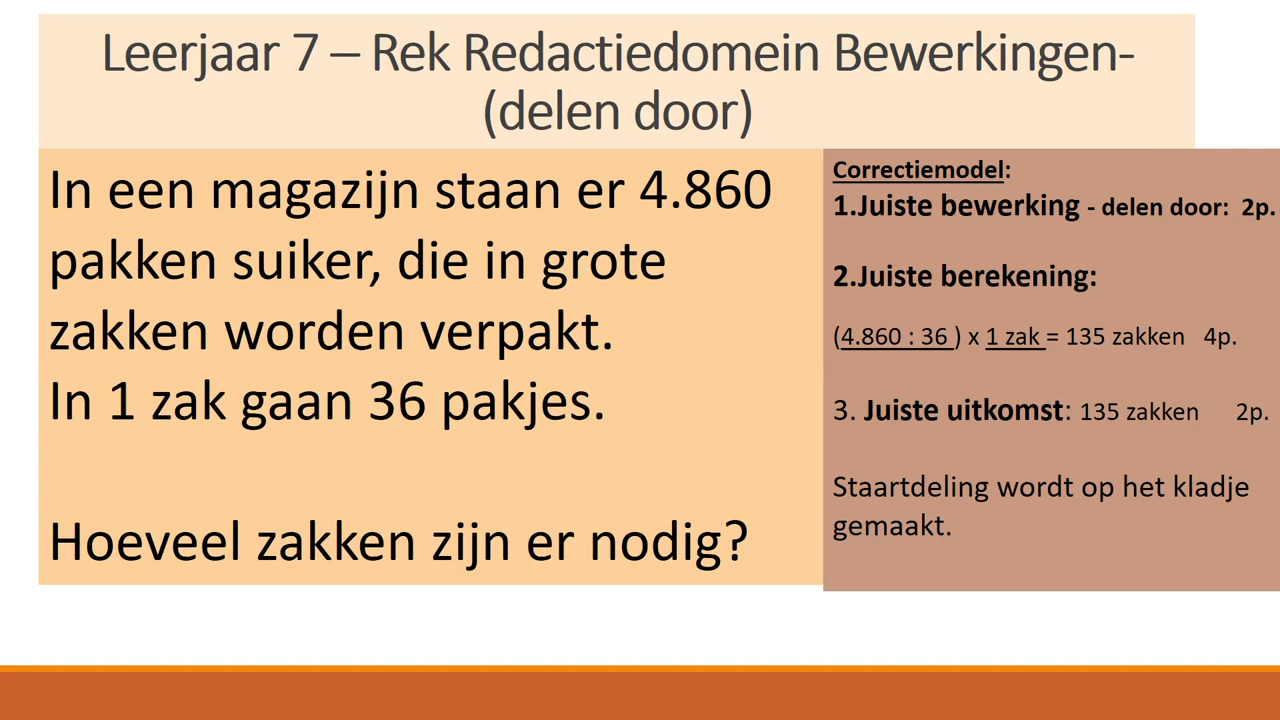 Leerjaar 7 – Rek Redactiedomein Bewerkingen-
(delen door)
In een magazijn staan er 4.860
pakken suiker, die in grote
zakken worden verpakt.
In 1 zak gaan 36 pakjes.
Hoeveel zakken zijn er nodig?
Correctiemodel:
1.Juiste bewerking - delen door: 2p.
2.Juiste berekening:
(4.860 : 36 ) x 1 zak = 135 zakken 4p.
3. Juiste uitkomst: 135 zakken 2p.
Staartdeling wordt op het kladje
gemaakt.